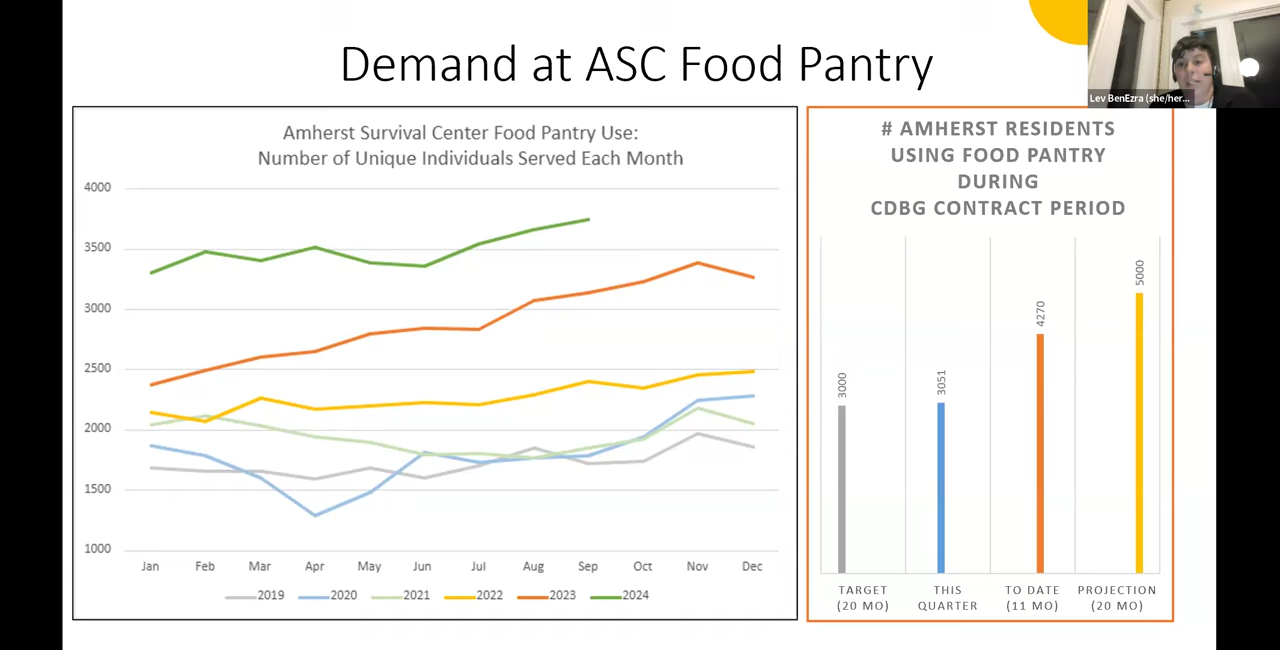 Demand at ASC Food Pantry
Lev BenEzra (she/her...
Amherst Survival Center Food Pantry Use:
Number of Unique Individuals Served Each Month
4000
3500
3000
2500
2000
1500
1000
Jan Feb Mar Apr May Jun Jul Aug Sep Oct Nov Dec
2019 2020 2021 2022 2023 2024
# AMHERST RESIDENTS
USING FOOD PANTRY
DURING
CDBG CONTRACT PERIOD
3000
3051
4270
5000
TARGET
(20 MO)
THIS
QUARTER
TO DATE
(11 MO)
PROJECTION
(20 MO)